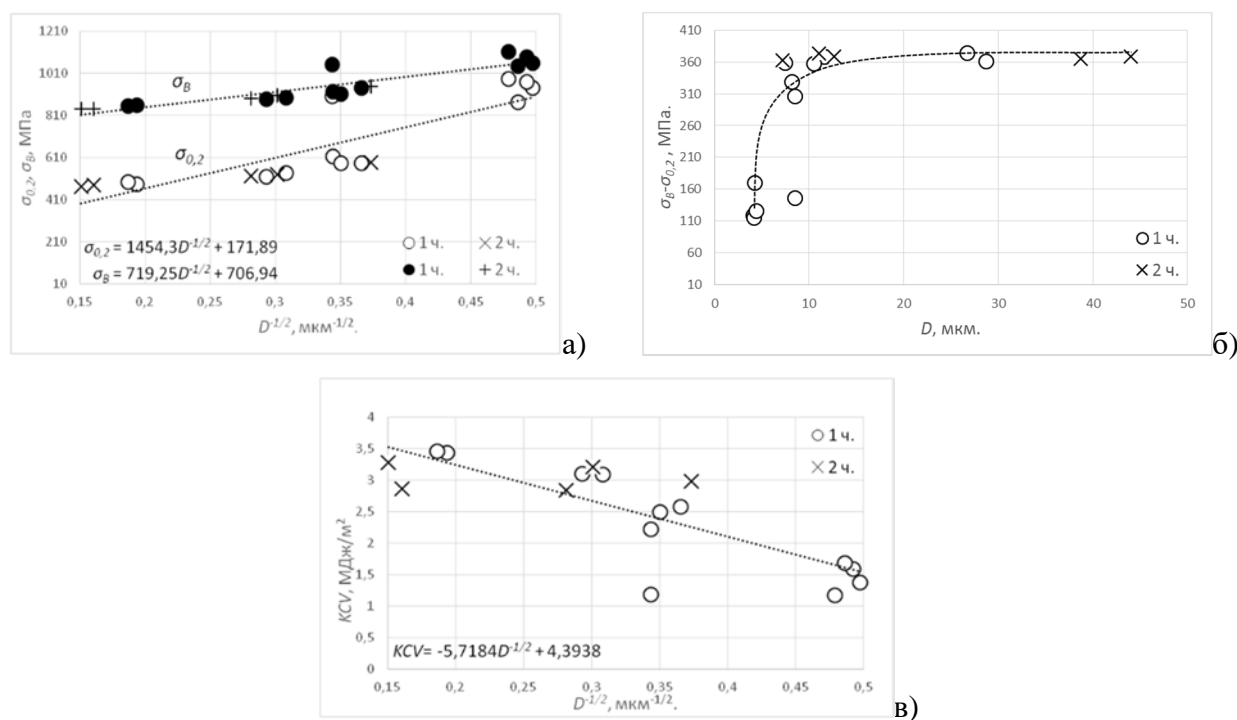 1210
1010
810
610
410
210
10
σ0,2, σВ, МПа
σВ
σ0,2
σ0,2 = 1454,3D-1/2 + 171,89
σВ = 719,25D-1/2 + 706,94
1 ч. 2 ч.
1 ч. 2 ч.
0,15 0,2 0,25 0,3 0,35 0,4 0,45 0,5
D-1/2, мкм-1/2.
а)
410
360
310
260
210
160
110
60
10
σВ-σ0,2, МПа.
1 ч.
2 ч.
0 10 20 30 40 50
D, мкм.
б)
4
3,5
3
2,5
2
1,5
1
0,5
0
KCV, МДж/м2
1 ч.
2 ч.
KCV= -5,7184D-1/2 + 4,3938
0,15 0,2 0,25 0,3 0,35 0,4 0,45 0,5
D-1/2, мкм-1/2.
в)